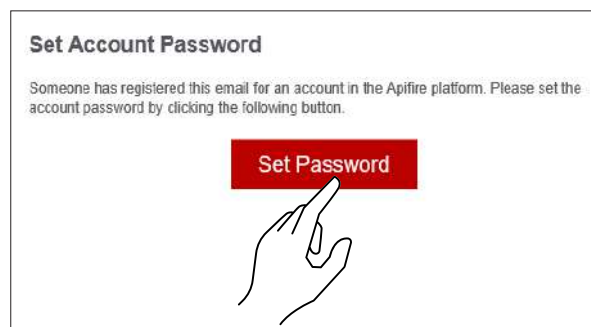 Set Account Password
Someone has registered this email for an account in the Apifire platform. Please set the
account password by clicking the following button.
Set Password